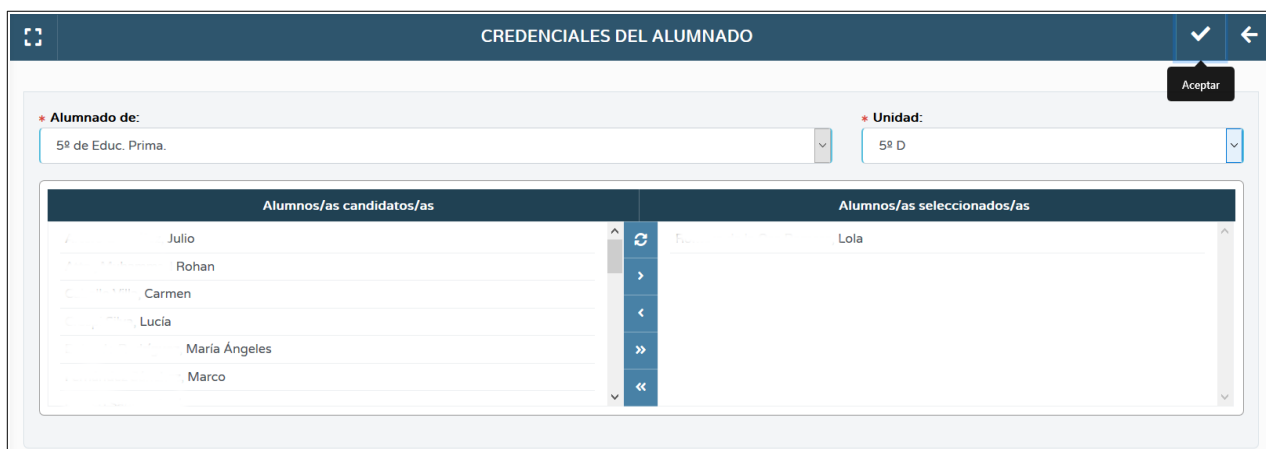 CREDENCIALES DEL ALUMNADO
Aceptar
* Alumnado de:
* Unidad:
5º de Educ. Prima.
5º D
Alumnos/as candidatos/as
Alumnos/as seleccionados/as
Julio
Lola
Rohan
Carmen
, Lucía
María Ángeles
, Marco